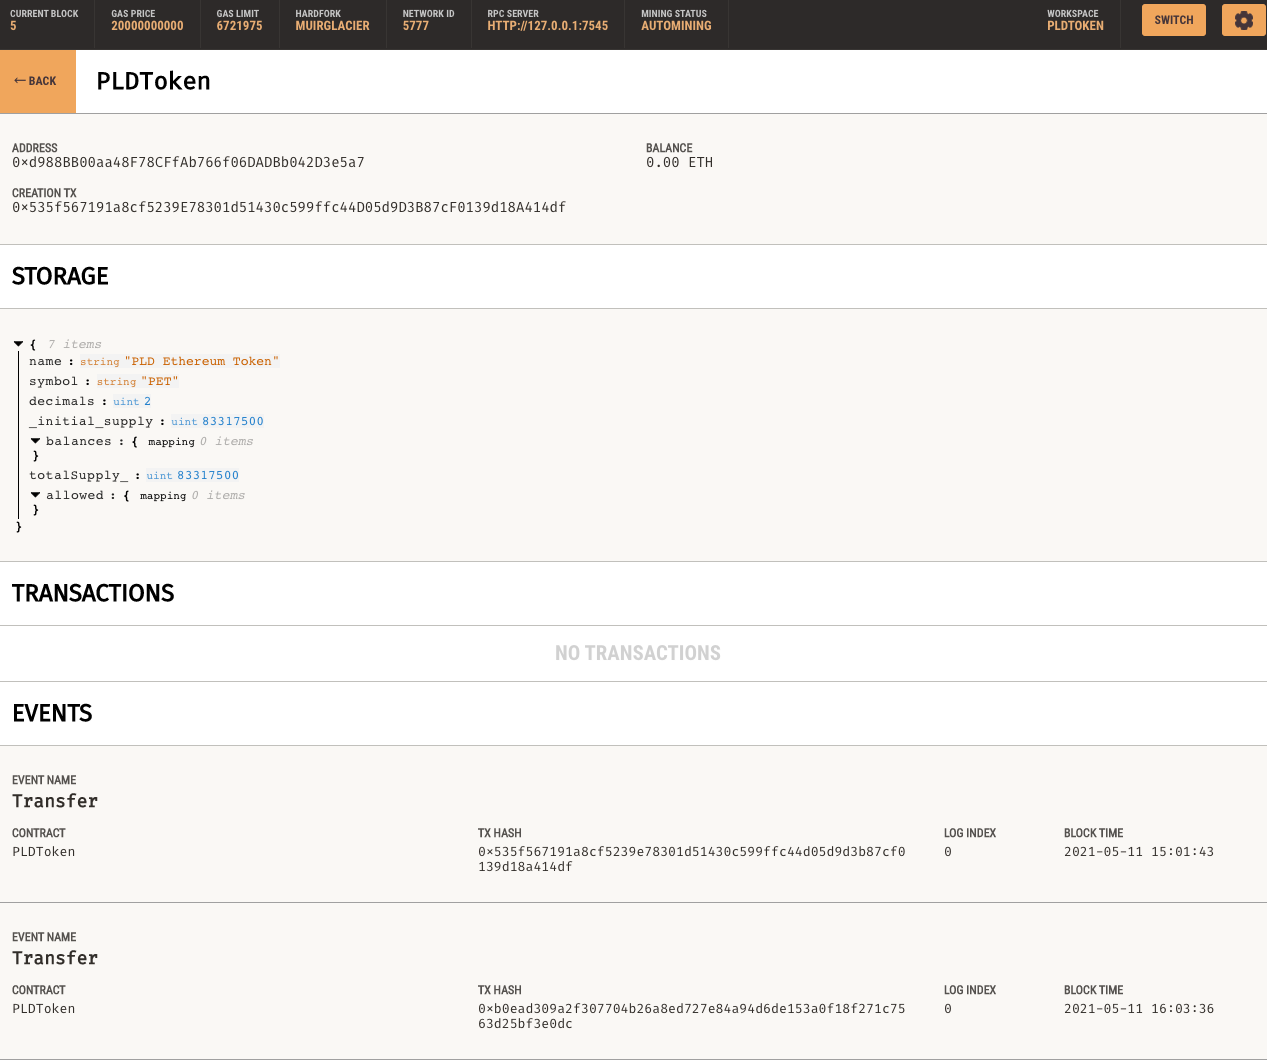 CURRENT BLOCK
5
GAS PRICE
20000000000
GAS LIMIT
6721975
HARDFORK
MUIRGLACIER
NETWORK ID
5777
RPC SERVER
HTTP://127.0.0.1:7545
MINING STATUS
AUTOMINING
WORKSPACE
PLDTOKEN
SWITCH
← BACK
PLDToken
ADDRESS
0×d988BB00aa48F78CFfAb766f06DADBb042D3e5a7
BALANCE
0.00 ETH
CREATION TX
0×535f567191a8cf5239E78301d51430c599ffc44D05d9D3B87cF0139d18A414df
STORAGE
{ 7 items
name : string "PLD Ethereum Token"
symbol : string "PET"
decimals : uint 2
_initial_supply : uint 83317500
balances : { mapping 0 items
}
totalSupply_ : uint 83317500
allowed : { mapping 0 items
}
}
TRANSACTIONS
NO TRANSACTIONS
EVENTS
EVENT NAME
Transfer
CONTRACT
PLDToken
TX HASH
0×535f567191a8cf5239e78301d51430c599ffc44d05d9d3b87cf0
139d18a414df
LOG INDEX
0
BLOCK TIME
2021-05-11 15:01:43
EVENT NAME
Transfer
CONTRACT
PLDToken
TX HASH
0×b0ead309a2f307704b26a8ed727e84a94d6de153a0f18f271c75
63d25bf3e0dc
LOG INDEX
0
BLOCK TIME
2021-05-11 16:03:36